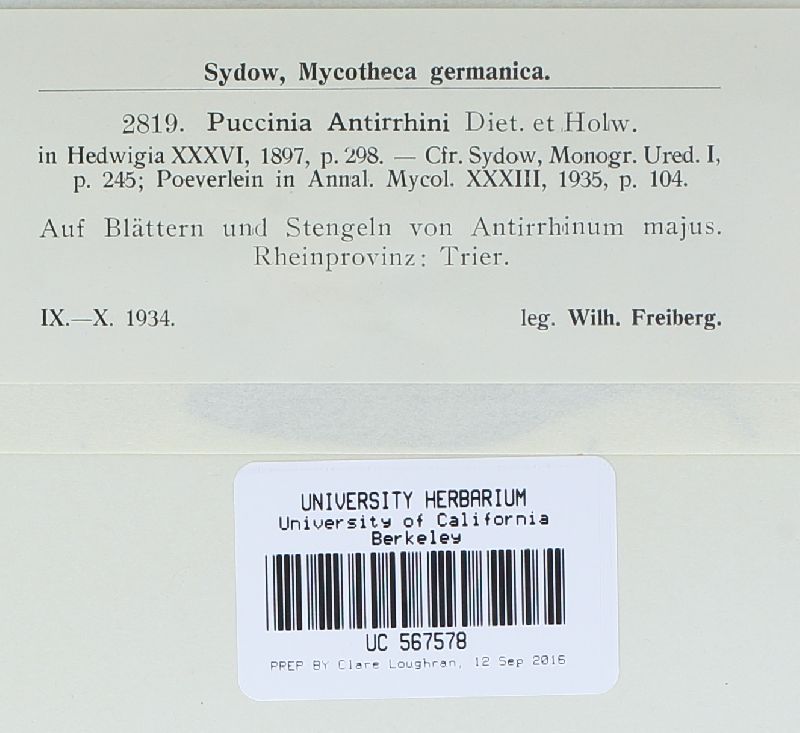 Sydow, Mycotheca germanica.
2819. Puccinia Antirrhini Diet. et Holw.
in Hedwigia XXXVI, 1897, p. 298. — Cfr. Sydow, Monogr. Ured. I,
p. 245; Poeverlein in Annal. Mycol. XXXIII, 1935, p. 104.
Auf Blättern und Stengeln von Antirrhinum majus.
Rheinprovinz: Trier.
IX.—X. 1934. leg. Wilh. Freiberg.
UNIVERSITY HERBARIUM
University of California
Berkeley
UC 567578
PREP BY Clare Loughran, 12 Sep 2016